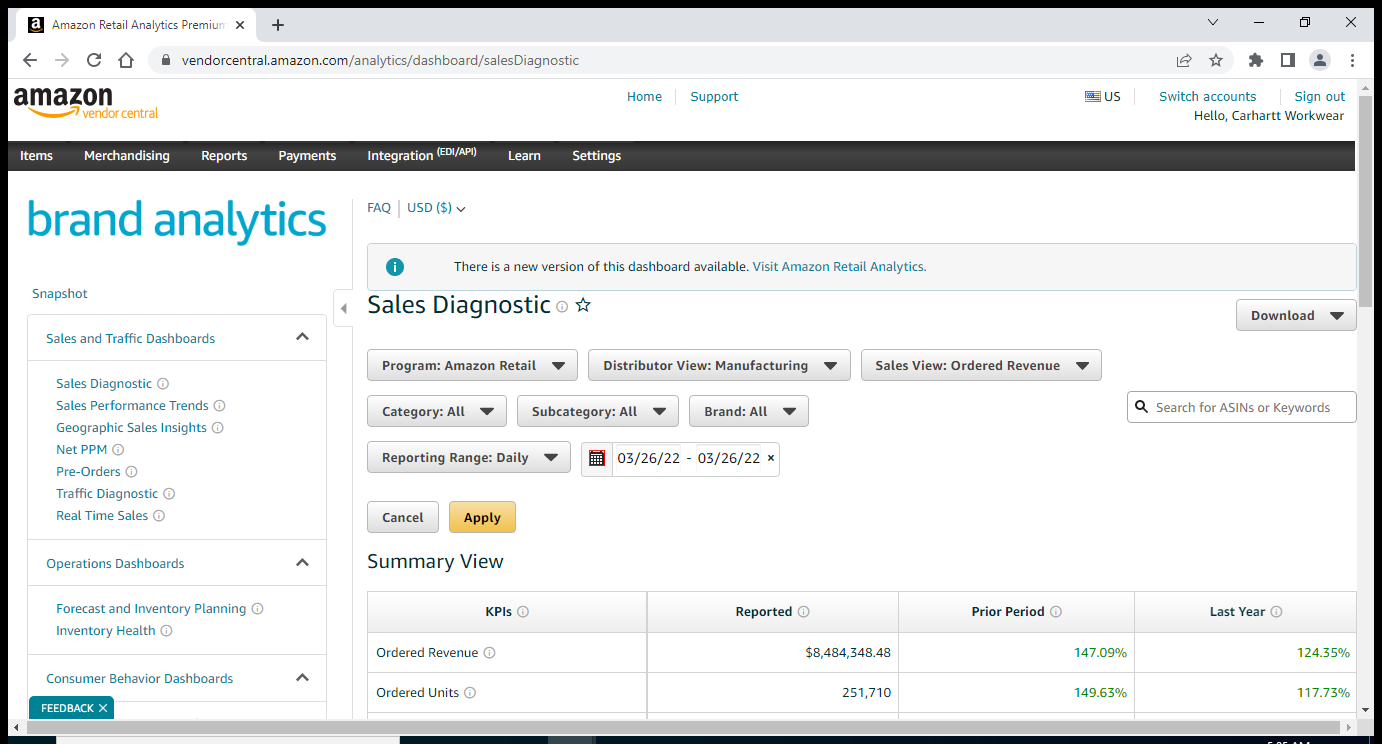 Amazon Retail Analytics Premium
vendorcentral.amazon.com/analytics/dashboard/salesDiagnostic
amazon
vendor central
Home
Support
US
Switch accounts
Sign out
Hello, Carhartt Workwear
Items
Merchandising
Reports
Payments
Integration (EDI/API)
Learn
Settings
brand analytics
FAQ
USD ($)
There is a new version of this dashboard available. Visit Amazon Retail Analytics.
Snapshot
Sales Diagnostic
Download
Sales and Traffic Dashboards
Sales Diagnostic
Sales Performance Trends
Geographic Sales Insights
Net PPM
Pre-Orders
Traffic Diagnostic
Real Time Sales
Operations Dashboards
Forecast and Inventory Planning
Inventory Health
Consumer Behavior Dashboards
FEEDBACK X
Program: Amazon Retail
Distributor View: Manufacturing
Sales View: Ordered Revenue
Category: All
Subcategory: All
Brand: All
Search for ASINs or Keywords
Reporting Range: Daily
03/26/22 - 03/26/22 ×
Cancel
Apply
Summary View
KPIs Reported Prior Period Last Year
Ordered Revenue $8,484,348.48 147.09% 124.35%
Ordered Units 251,710 149.63% 117.73%